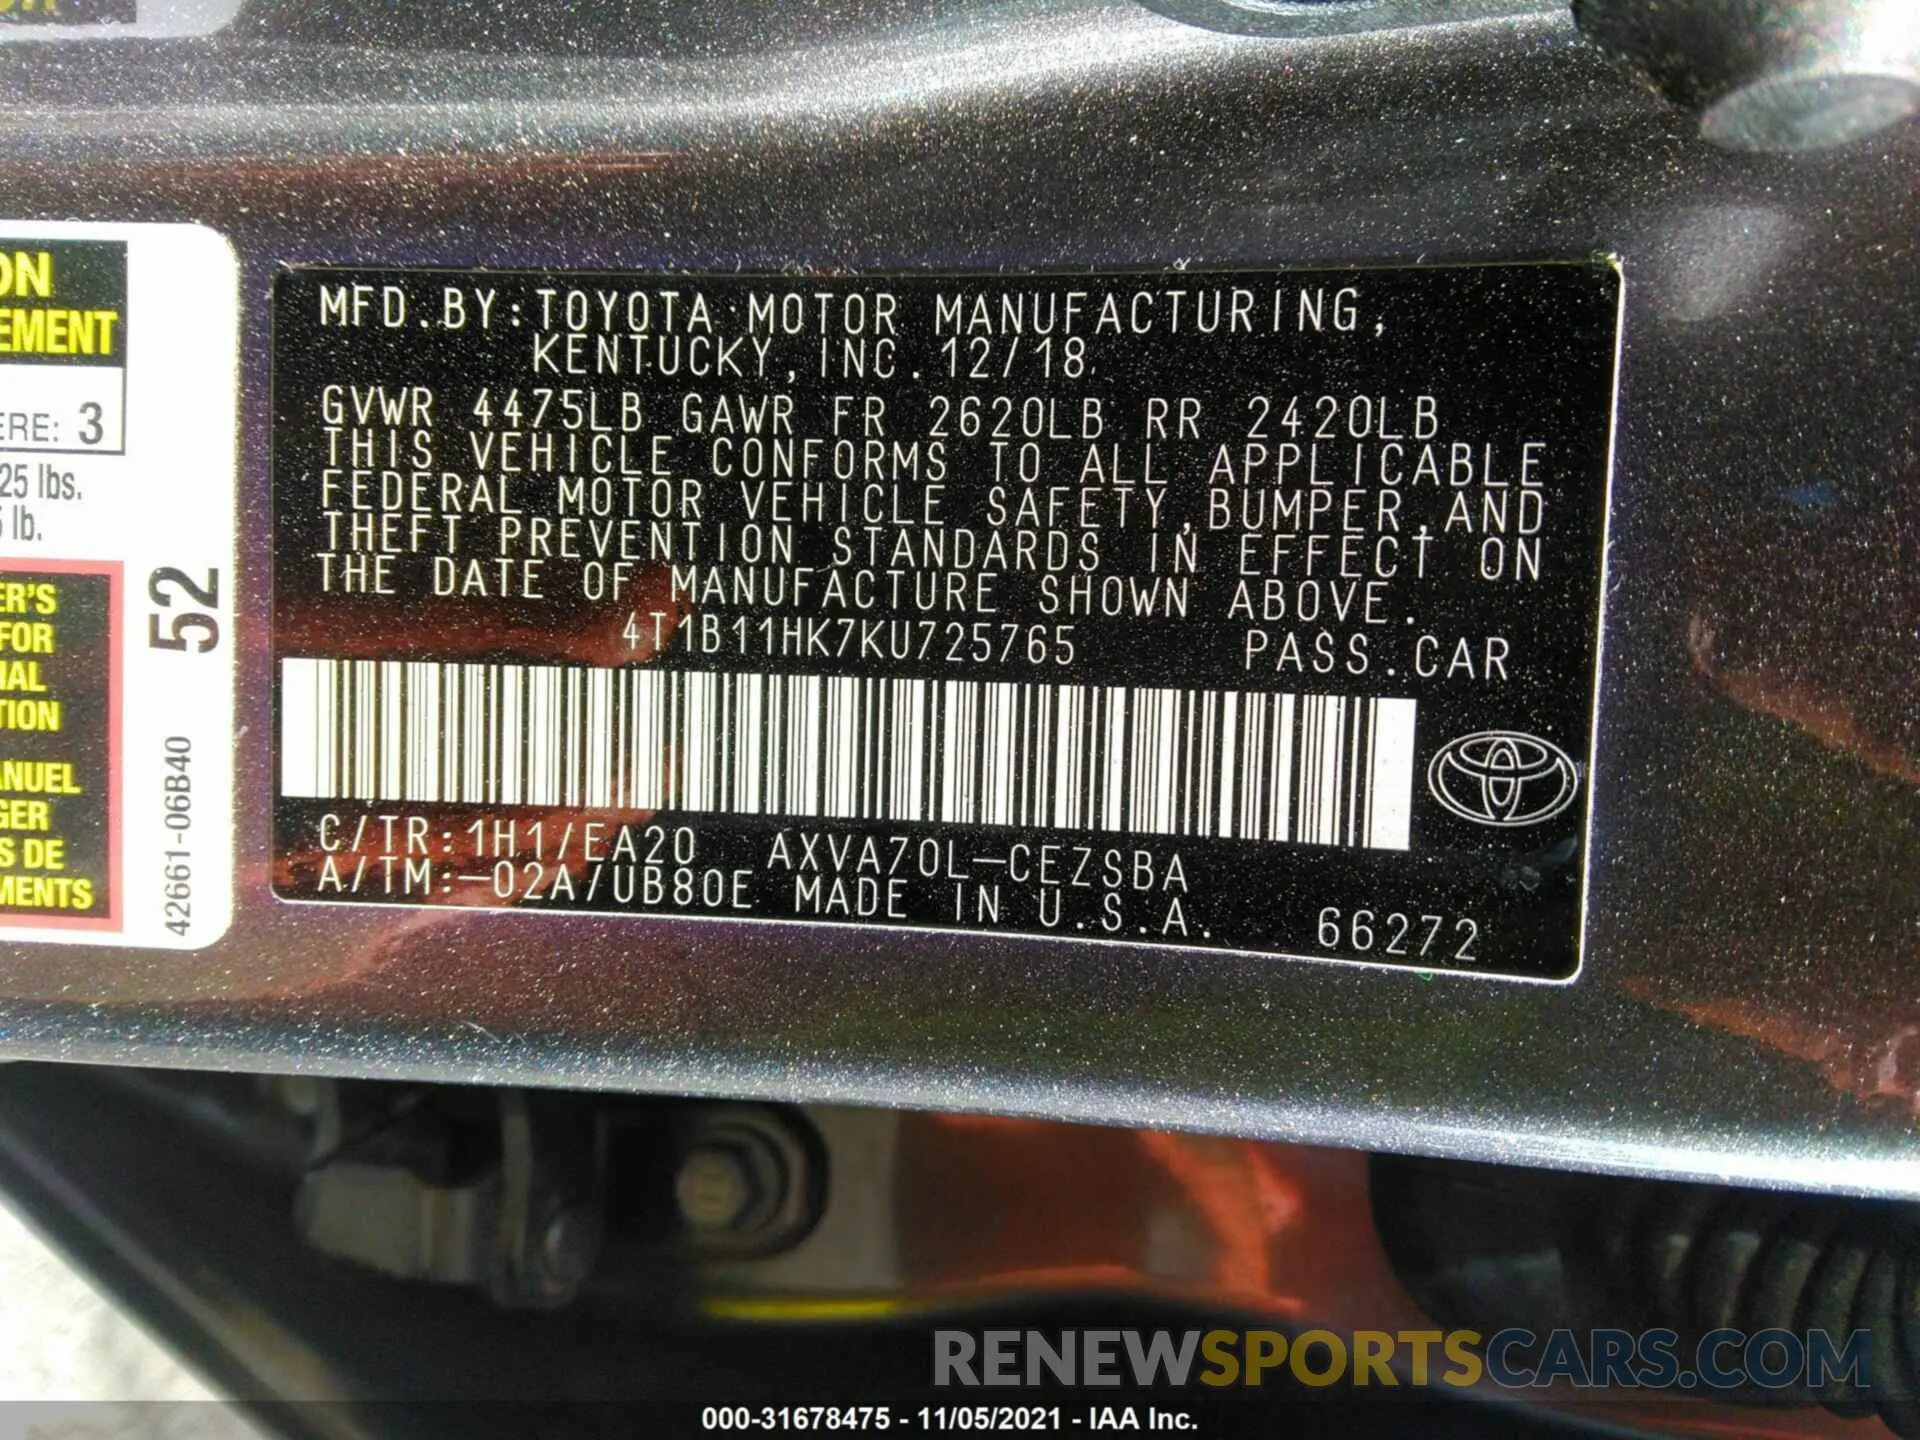 MFD.BY:TOYOTA MOTOR MANUFACTURING,
KENTUCKY, INC. 12/18
GVWR 4475LB GAWR FR 2620LB RR 2420LB
THIS VEHICLE CONFORMS TO ALL APPLICABLE
FEDERAL MOTOR VEHICLE SAFETY,BUMPER,AND
THEFT PREVENTION STANDARDS IN EFFECT ON
THE DATE OF MANUFACTURE SHOWN ABOVE.
4T1B11HK7KU725765 PASS.CAR
C/TR:1H1/EA20 AXVA70L-CEZSBA
A/TM:-02A/UB80E MADE IN U.S.A. 66272
ON
EMENT
ERE: 3
25 lbs.
lb.
ER'S
FOR
IAL
TION
ANUEL
GER
S DE
MENTS
52
42661-06B40
RENEWSPORTSCARS.COM
000-31678475 - 11/05/2021 - IAA Inc.